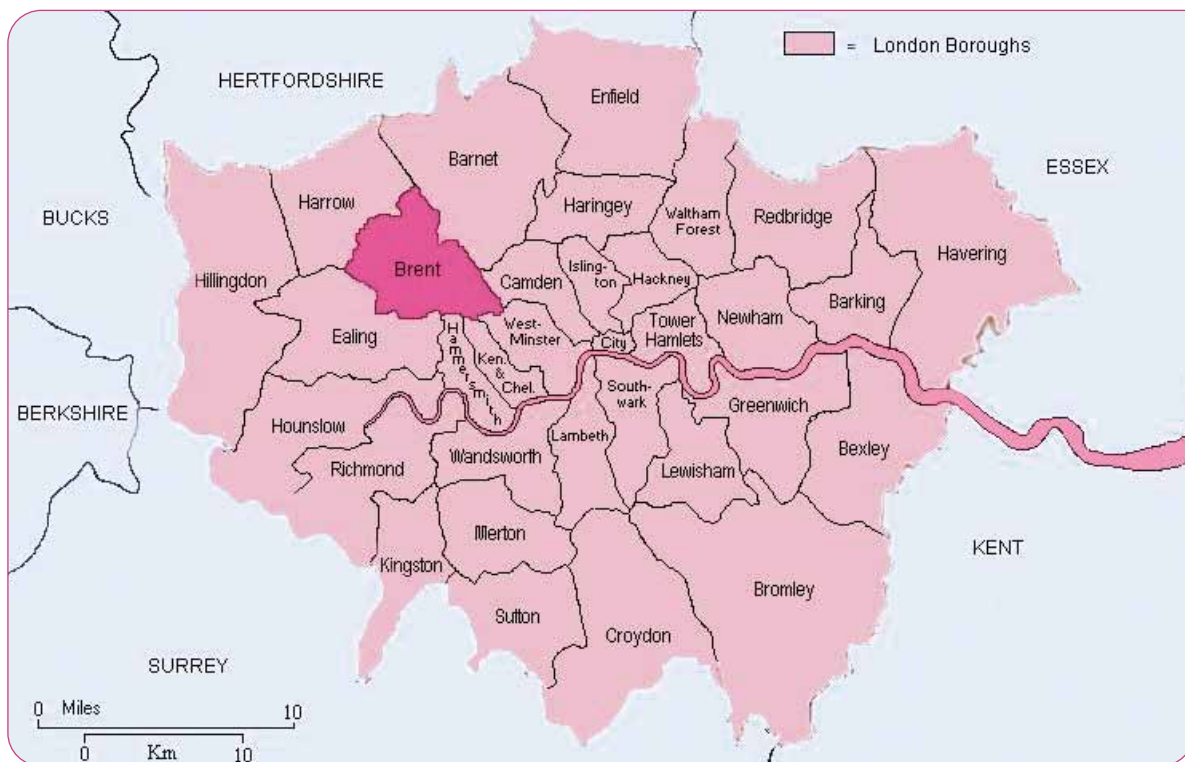 = London Boroughs
HERTFORDSHIRE
Enfield
ESSEX
Barnet
BUCKS
Harrow
Haringey
Waltham
Forest
Redbridge
Havering
Hillingdon
Brent
Camden
Isling-
ton
Hackney
Barking
Ealing
Hammersmith
West-
Minster
Tower
Hamlets
Newham
City
Ken.
&
Chel.
BERKSHIRE
Hounslow
South-
wark
Greenwich
Richmond
Wandsworth
Lambeth
Lewisham
Bexley
Merton
KENT
Kingston
Bromley
Sutton
Croydon
SURREY
0 Miles 10
0 Km 10